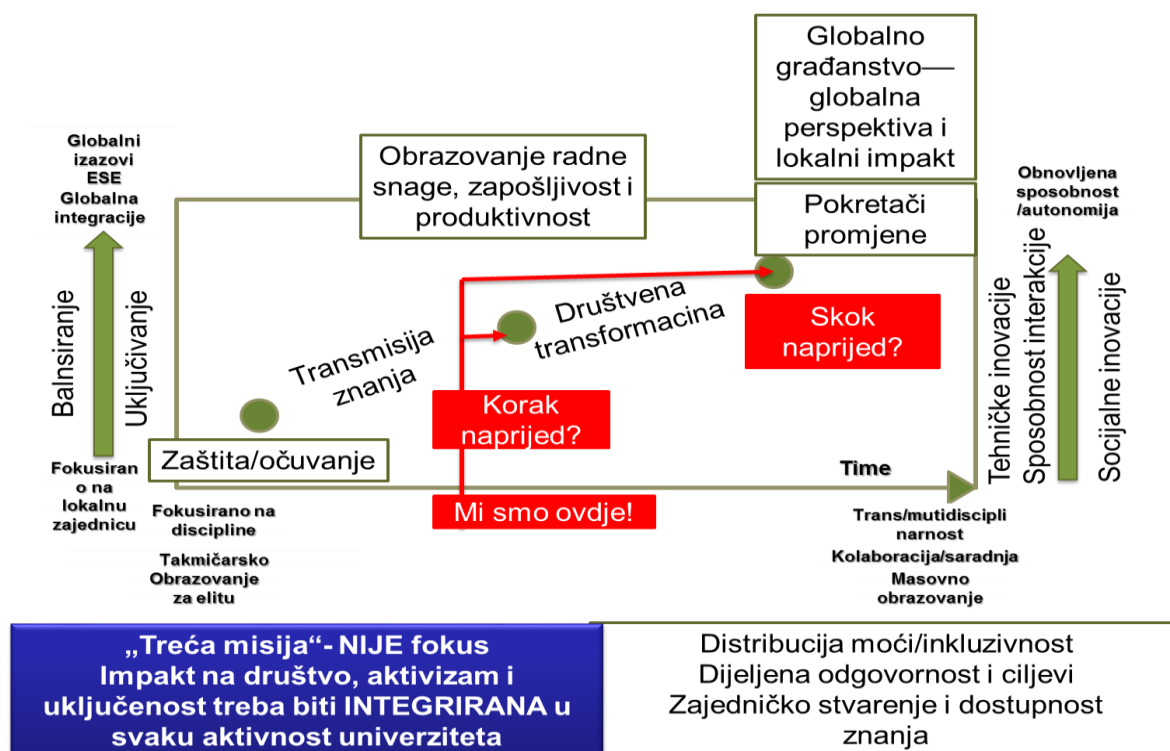 Globalno
građanstvo—
globalna
perspektiva i
lokalni impakt
Globalni
izazovi
ESE
Globalna
integracije
Obrazovanje radne
snage, zapošljivost i
produktivnost
Obnovljena
sposobnost
/autonomija
Pokretači
promjene
Balnsiranje
Uključivanje
Transmisija
znanja
Društvena
transformacina
Skok
naprijed?
Korak
naprijed?
Tehničke inovacije
Sposobnost interakcije
Socijalne inovacije
Zaštita/očuvanje
Time
Fokusiran
o na
lokalnu
zajednicu
Mi smo ovdje!
Fokusirano na
discipline
Takmičarsko
Obrazovanje
za elitu
Trans/mutidiscipli
narnost
Kolaboracija/saradnja
Masovno
obrazovanje
„Treća misija“- NIJE fokus
Impakt na društvo, aktivizam i
uključenost treba biti INTEGRIRANA u
svaku aktivnost univerziteta
Distribucija moći/inkluzivnost
Dijeljena odgovornost i ciljevi
Zajedničko stvarenje i dostupnost
znanja